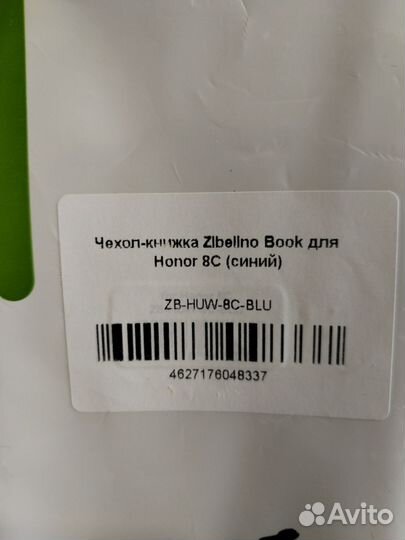 Чехол-книжка Zibelino Book для
Honor 8C (синий)
ZB-HUW-8C-BLU
4627176048337
Avito